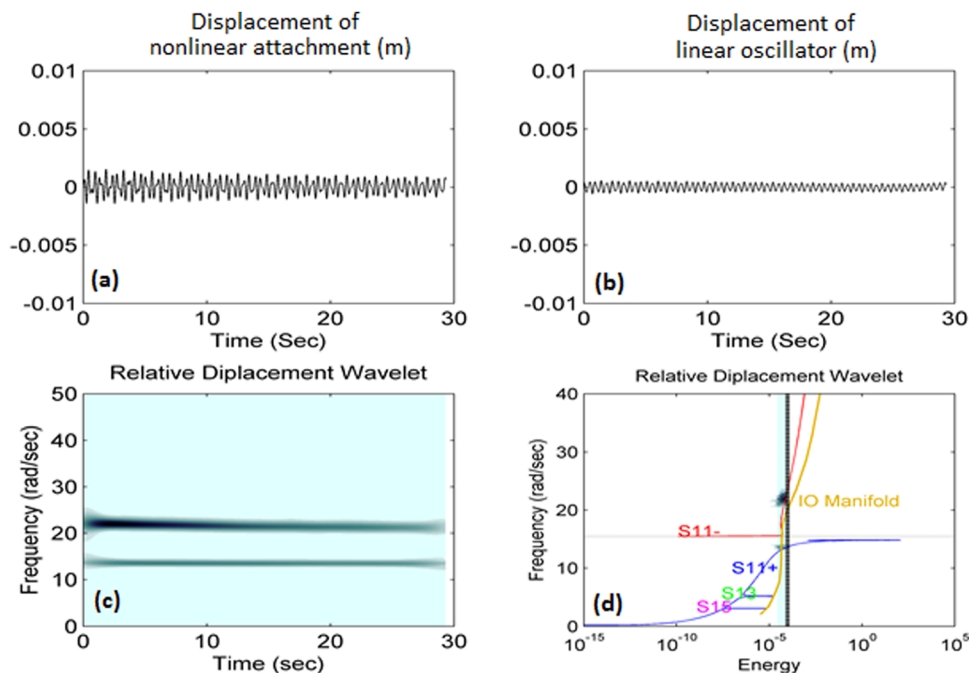 Displacement of
nonlinear attachment (m)
Displacement of
linear oscillator (m)
0.01
0.005
0
-0.005
-0.01
(a)
0 10 20 30
Time (Sec)
0.01
0.005
0
-0.005
-0.01
(b)
0 10 20 30
Time (Sec)
Relative Diplacement Wavelet
50
40
30
20
10
0
Frequency (rad/sec)
(c)
0 10 20 30
Time (sec)
Relative Diplacement Wavelet
40
30
20
10
0
Frequency (rad/sec)
IO Manifold
S11-
S11+
S13
S15
(d)
10^-15 10^-10 10^-5 10^0 10^5
Energy